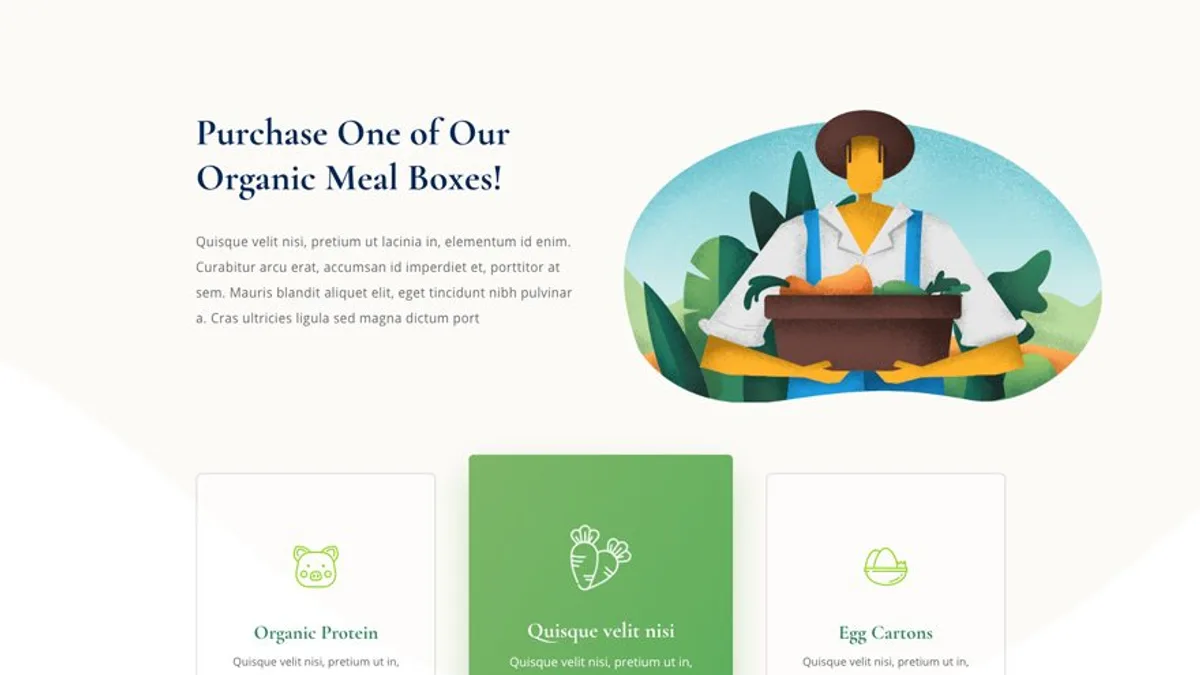 Purchase One of Our
Organic Meal Boxes!
Quisque velit nisi, pretium ut lacinia in, elementum id enim.
Curabitur arcu erat, accumsan id imperdiet et, porttitor at
sem. Mauris blandit aliquet elit, eget tincidunt nibh pulvinar
a. Cras ultricies ligula sed magna dictum port
Organic Protein
Quisque velit nisi, pretium ut in,
Quisque velit nisi
Quisque velit nisi, pretium ut in,
Egg Cartons
Quisque velit nisi, pretium ut in,